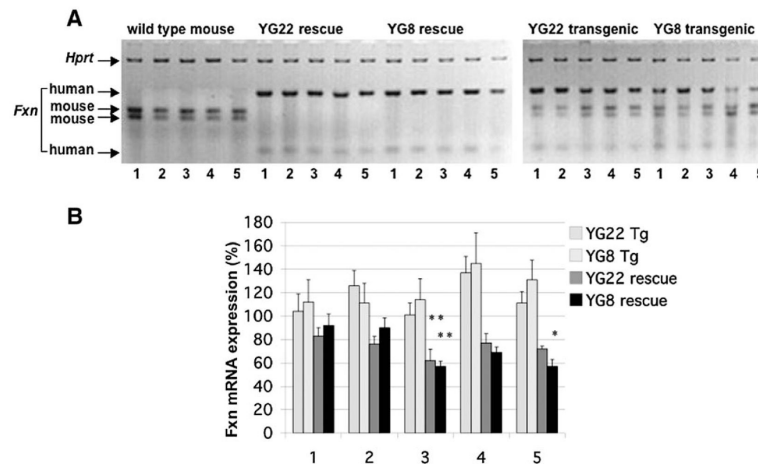 A
wild type mouse YG22 rescue YG8 rescue YG22 transgenic YG8 transgenic
Hprt
human
Fxn
mouse
mouse
human
1 2 3 4 5 1 2 3 4 5 1 2 3 4 5 1 2 3 4 5 1 2 3 4 5
B
Fxn mRNA expression (%)
180
160
140
120
100
80
60
40
20
0
**
**
*
1 2 3 4 5
YG22 Tg
YG8 Tg
YG22 rescue
YG8 rescue